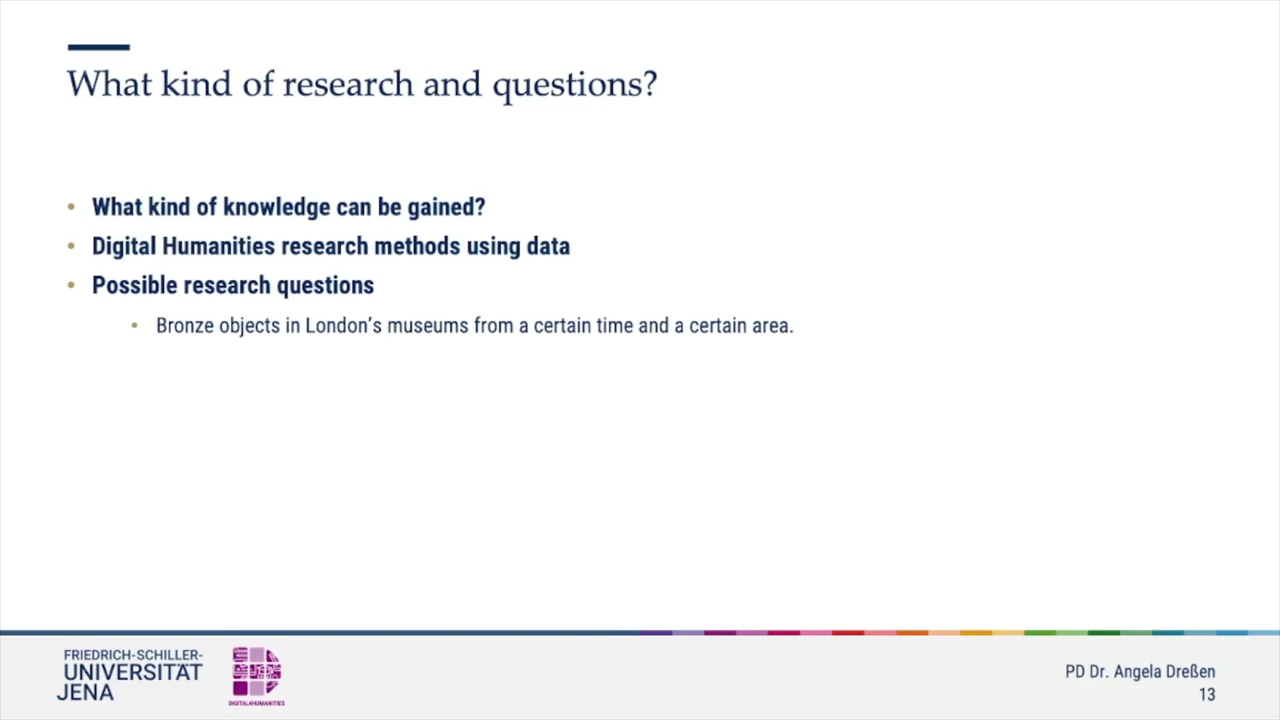 What kind of research and questions?
• What kind of knowledge can be gained?
• Digital Humanities research methods using data
• Possible research questions
• Bronze objects in London’s museums from a certain time and a certain area.
FRIEDRICH-SCHILLER-
UNIVERSITÄT
JENA
DIGITAL4HUMANITIES
PD Dr. Angela Dreßen
13